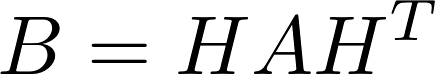 B = HAH^T